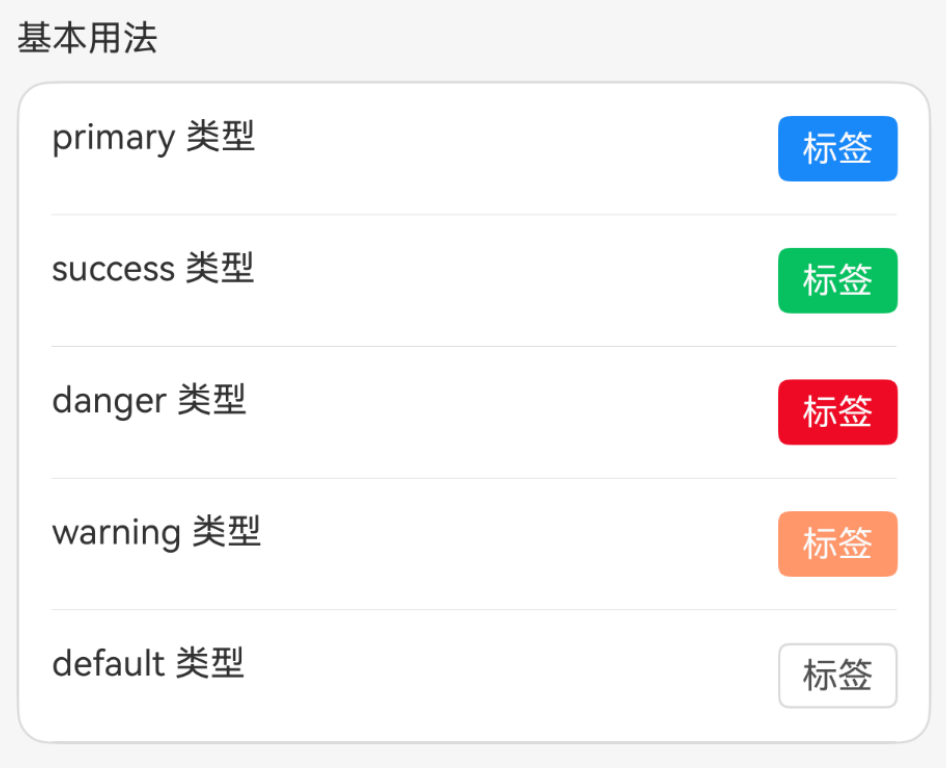 基本用法
primary 类型
标签
success 类型
标签
danger 类型
标签
warning 类型
标签
default 类型
标签